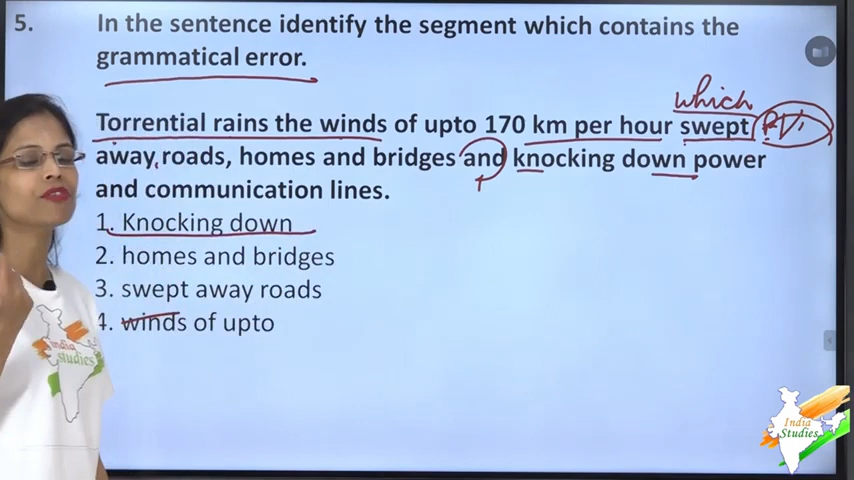 5. In the sentence identify the segment which contains the
grammatical error.
which
Torrential rains the winds of upto 170 km per hour swept
away roads, homes and bridges and knocking down power
and communication lines.
1. Knocking down
2. homes and bridges
3. swept away roads
4. winds of upto
india
studies
India
Studies